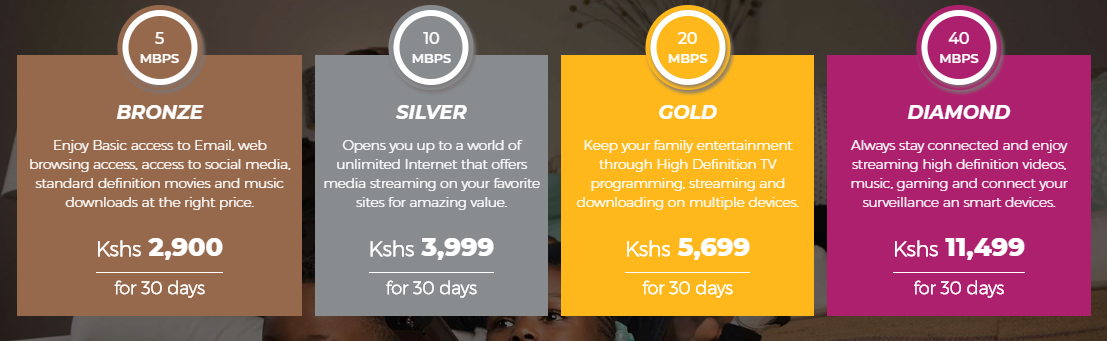 5
MBPS
BRONZE
Enjoy Basic access to Email, web
browsing access, access to social media,
standard definition movies and music
downloads at the right price.
Kshs 2,900
for 30 days
10
MBPS
SILVER
Opens you up to a world of
unlimited Internet that offers
media streaming on your favorite
sites for amazing value.
Kshs 3,999
for 30 days
20
MBPS
GOLD
Keep your family entertainment
through High Definition TV
programming, streaming and
downloading on multiple devices.
Kshs 5,699
for 30 days
40
MBPS
DIAMOND
Always stay connected and enjoy
streaming high definition videos,
music, gaming and connect your
surveillance an smart devices.
Kshs 11,499
for 30 days